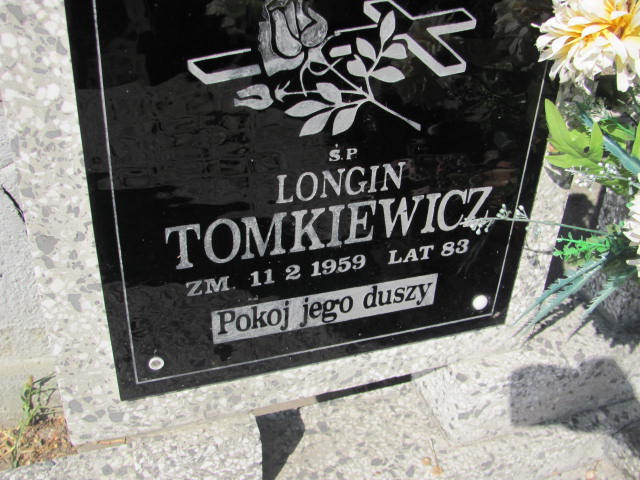 Ś.P
LONGIN
TOMKIEWICZ
ZM. 11 2 1959 LAT 83
Pokoj jego duszy